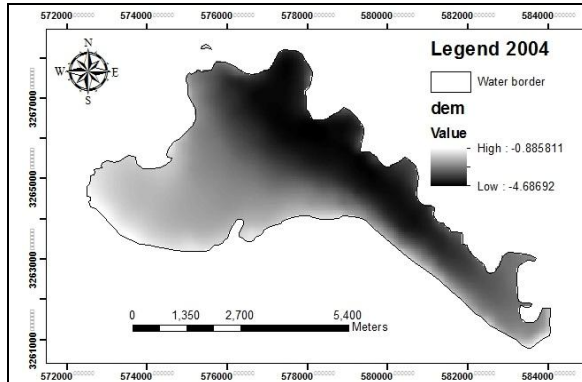 572000 574000 576000 578000 580000 582000 584000
N
W E
S
Legend 2004
Water border
dem
Value
High : -0.885811
Low : -4.68692
3267000
3265000
3263000
3261000
0 1,350 2,700 5,400
Meters
572000 574000 576000 578000 580000 582000 584000